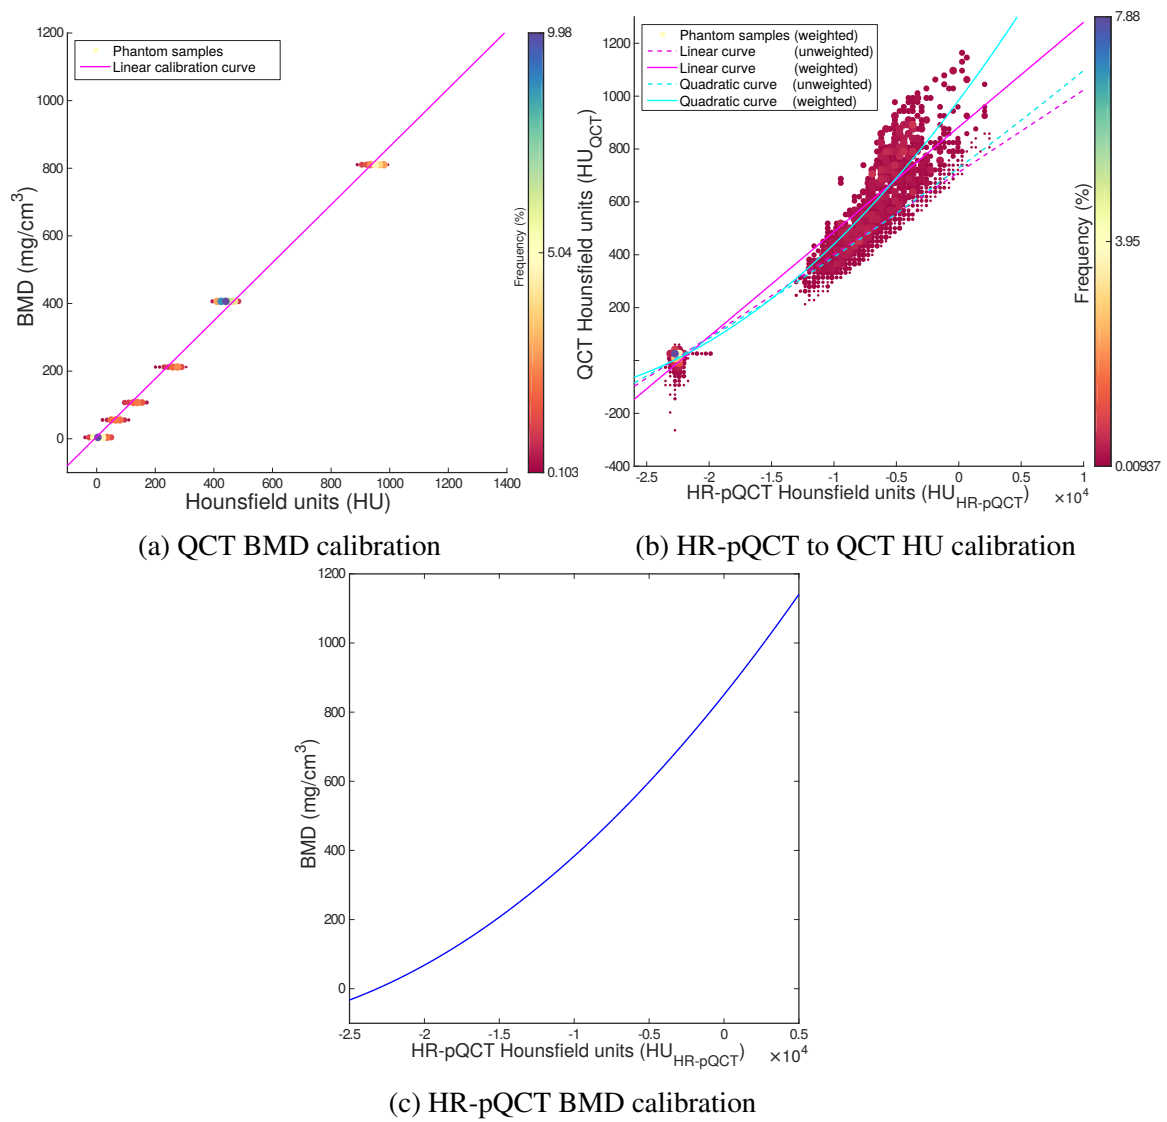 1200
1000
800
600
400
200
0
BMD (mg/cm3)
0 200 400 600 800 1000 1200 1400
Hounsfield units (HU)
Phantom samples
Linear calibration curve
9.98
5.04
0.103
Frequency (%)
(a) QCT BMD calibration
1200
1000
800
600
400
200
0
-200
-400
QCT Hounsfield units (HUQCT)
-2.5 -2 -1.5 -1 -0.5 0 0.5 1
×104
HR-pQCT Hounsfield units (HUHR-pQCT)
Phantom samples (weighted)
Linear curve (unweighted)
Linear curve (weighted)
Quadratic curve (unweighted)
Quadratic curve (weighted)
7.88
3.95
0.00937
Frequency (%)
(b) HR-pQCT to QCT HU calibration
1200
1000
800
600
400
200
0
BMD (mg/cm3)
-2.5 -2 -1.5 -1 -0.5 0 0.5
×104
HR-pQCT Hounsfield units (HUHR-pQCT)
(c) HR-pQCT BMD calibration